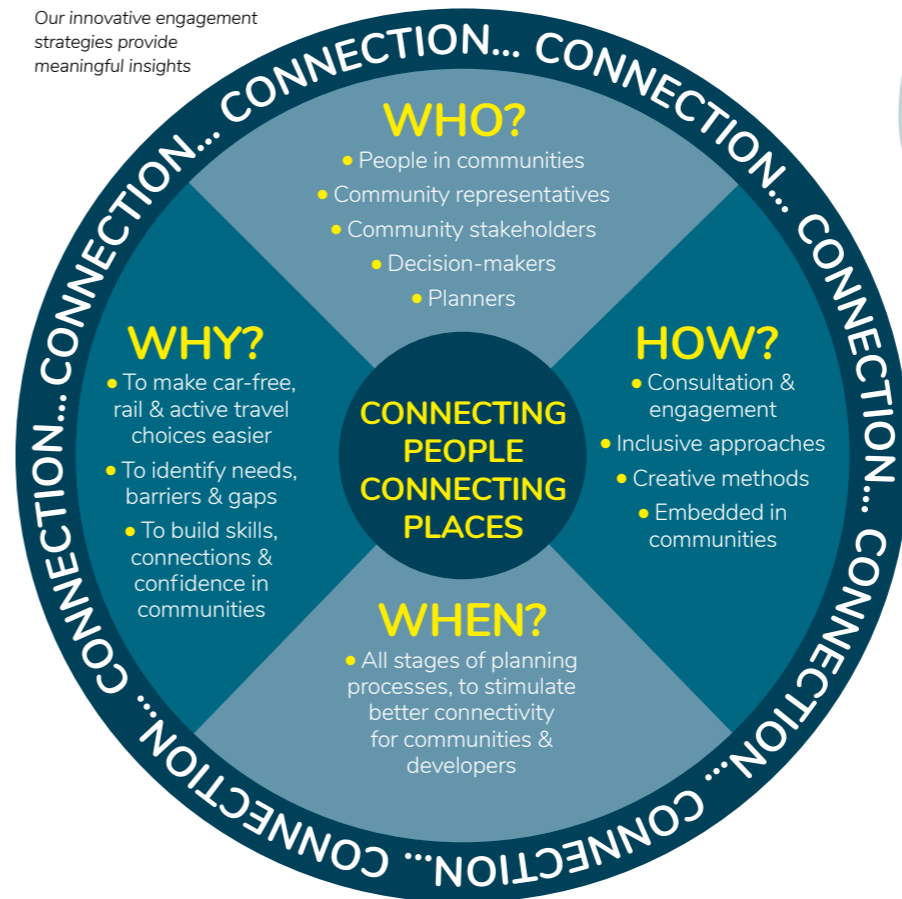 Our innovative engagement
strategies provide
meaningful insights
CONNECTION... CONNECTION... CONNECTION... CONNECTION... CONNECTION... CONNECTION... CONNECTION... CONNECTION...
WHO?
• People in communities
• Community representatives
• Community stakeholders
• Decision-makers
• Planners
WHY?
• To make car-free,
rail & active travel
choices easier
• To identify needs,
barriers & gaps
• To build skills,
connections &
confidence in
communities
CONNECTING
PEOPLE
CONNECTING
PLACES
HOW?
• Consultation &
engagement
• Inclusive approaches
• Creative methods
• Embedded in
communities
WHEN?
• All stages of planning
processes, to stimulate
better connectivity
for communities &
developers